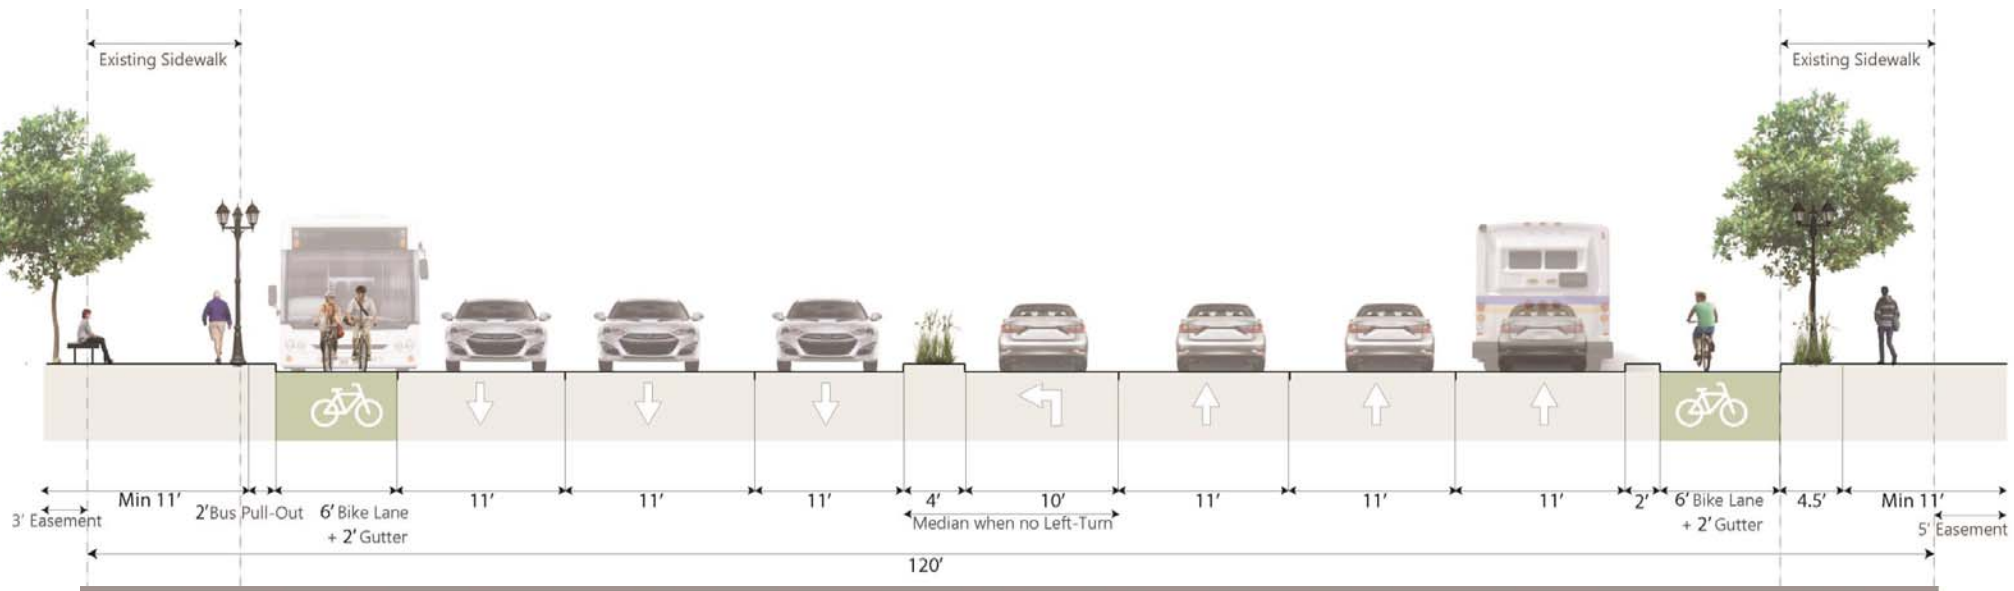 Existing Sidewalk
Existing Sidewalk
Min 11′
2′ Bus Pull-Out
6′ Bike Lane
+ 2′ Gutter
11′
11′
11′
4′
10′
Median when no Left-Turn
11′
11′
11′
2′
6′ Bike Lane
+ 2′ Gutter
4.5′
Min 11′
3′ Easement
5′ Easement
120′